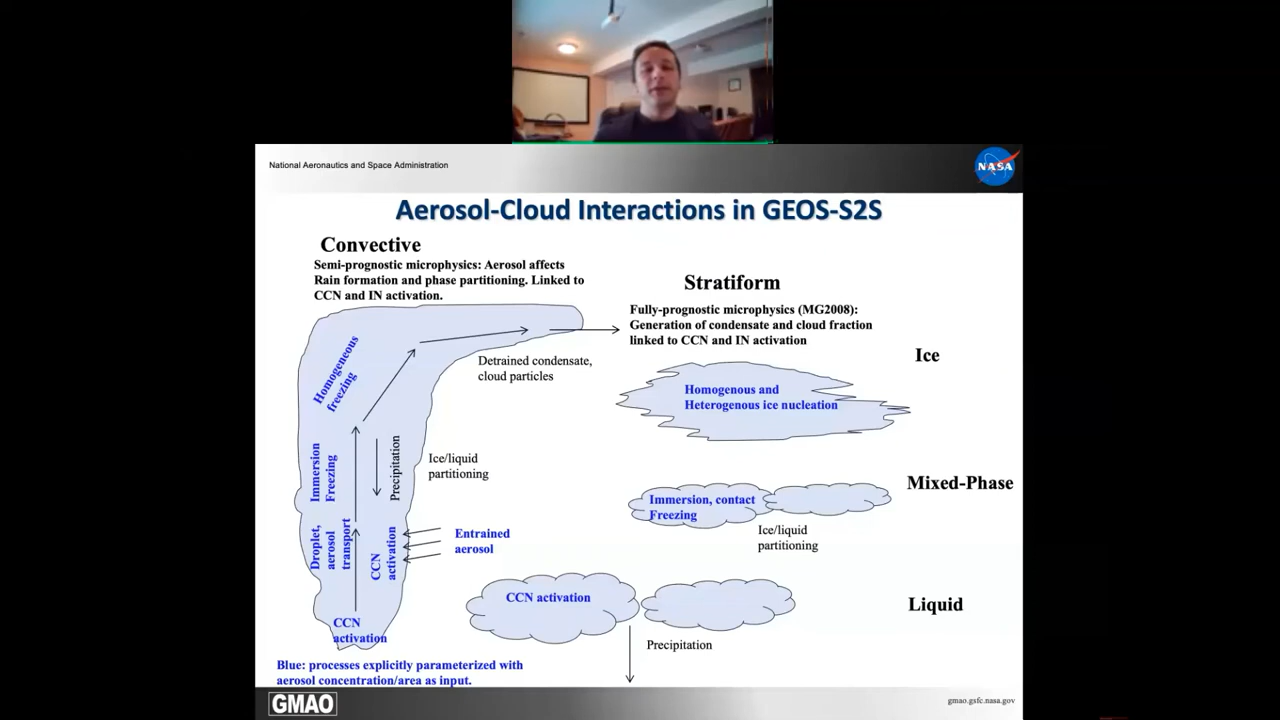 National Aeronautics and Space Administration
NASA
Aerosol-Cloud Interactions in GEOS-S2S
Convective
Semi-prognostic microphysics: Aerosol affects
Rain formation and phase partitioning. Linked to
CCN and IN activation.
Stratiform
Fully-prognostic microphysics (MG2008):
Generation of condensate and cloud fraction
linked to CCN and IN activation
Homogeneous
freezing
Detrained condensate,
cloud particles
Ice
Homogenous and
Heterogenous ice nucleation
Immersion
Freezing
Precipitation
Ice/liquid
partitioning
Mixed-Phase
Immersion, contact
Freezing
Ice/liquid
partitioning
Droplet,
aerosol
transport
CCN
activation
Entrained
aerosol
CCN activation
Liquid
CCN
activation
Precipitation
Blue: processes explicitly parameterized with
aerosol concentration/area as input.
GMAO
gmao.gsfc.nasa.gov